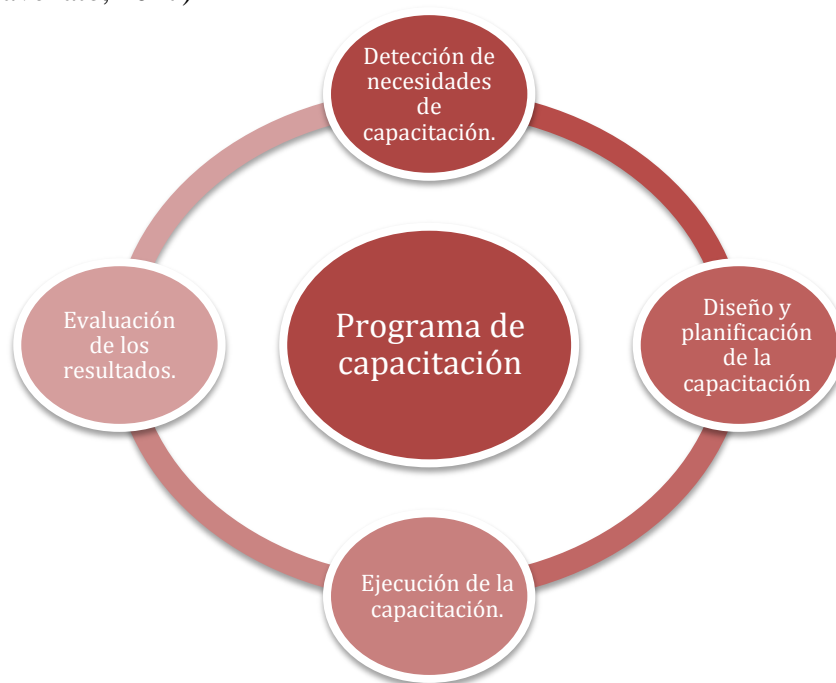 Detección de
necesidades
de
capacitación.
Programa de
capacitación
Diseño y
planificación
de la
capacitación
Ejecución de la
capacitación.
Evaluación
de los
resultados.